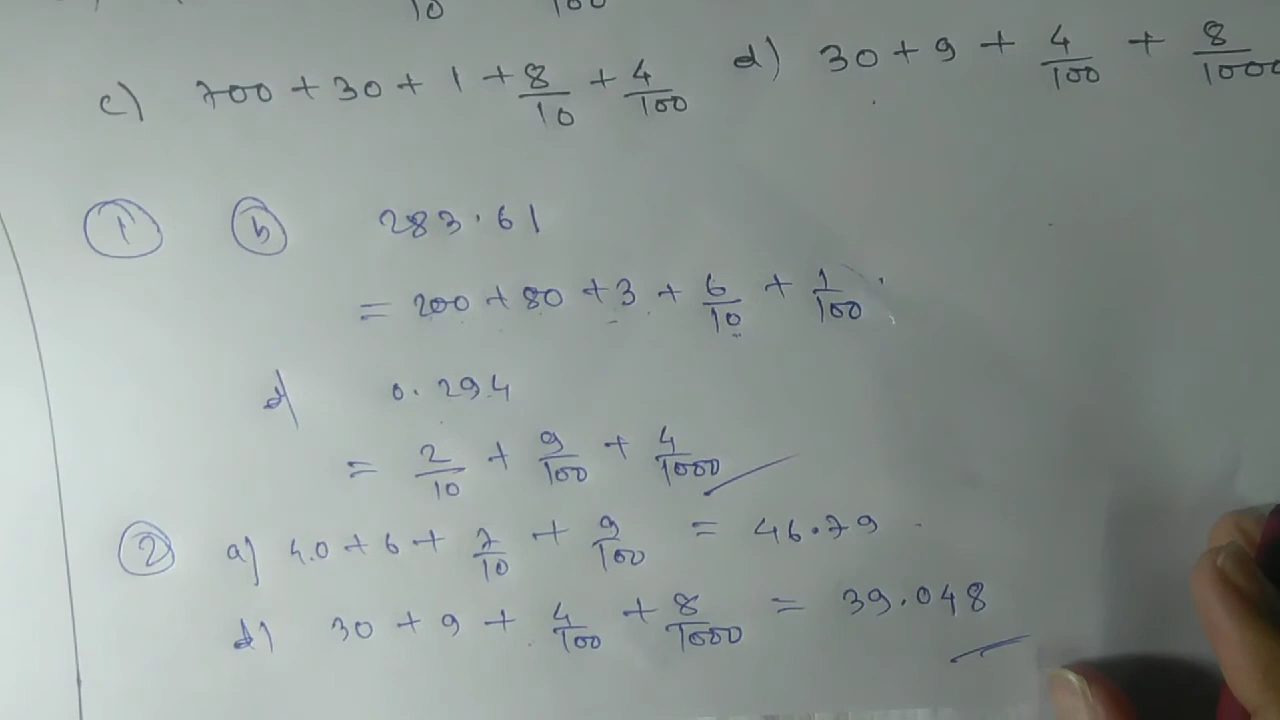 10 100
c) 700 + 30 + 1 + 8/10 + 4/100 d) 30 + 9 + 4/100 + 8/1000
① ⓑ 283.61
= 200 + 80 + 3 + 6/10 + 1/100
d) 0.294
= 2/10 + 9/100 + 4/1000
② a) 40 + 6 + 7/10 + 9/100 = 46.79
d) 30 + 9 + 4/100 + 8/1000 = 39.048